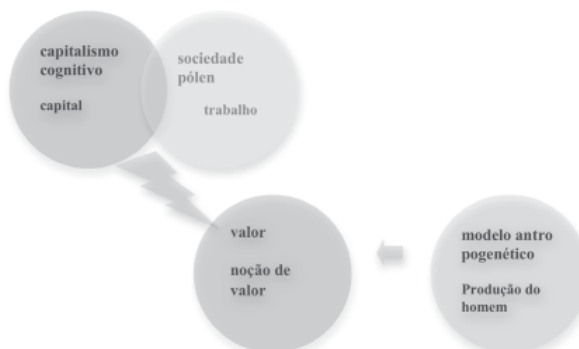 capitalismo
cognitivo
capital
sociedade
pólen
trabalho
valor
noção de
valor
modelo antro
pogenético
Produção do
homem